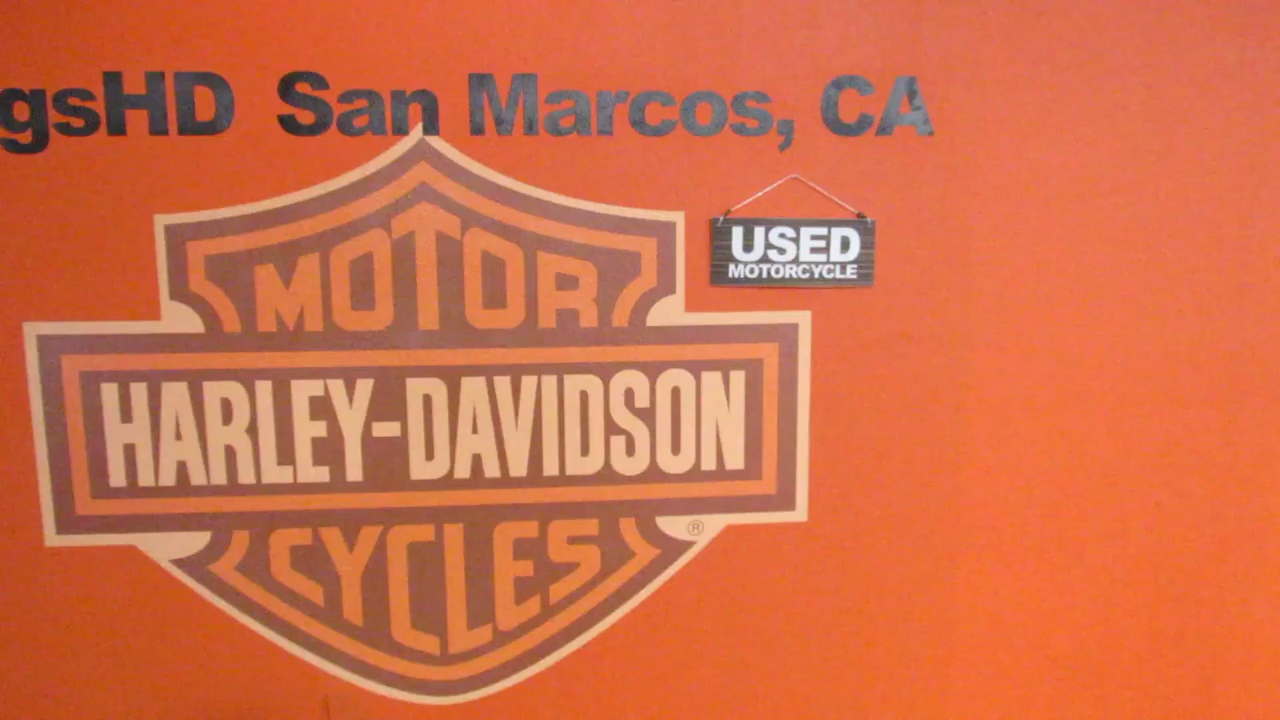 gsHD San Marcos, CA
USED
MOTORCYCLE
MOTOR
HARLEY-DAVIDSON
®
CYCLES